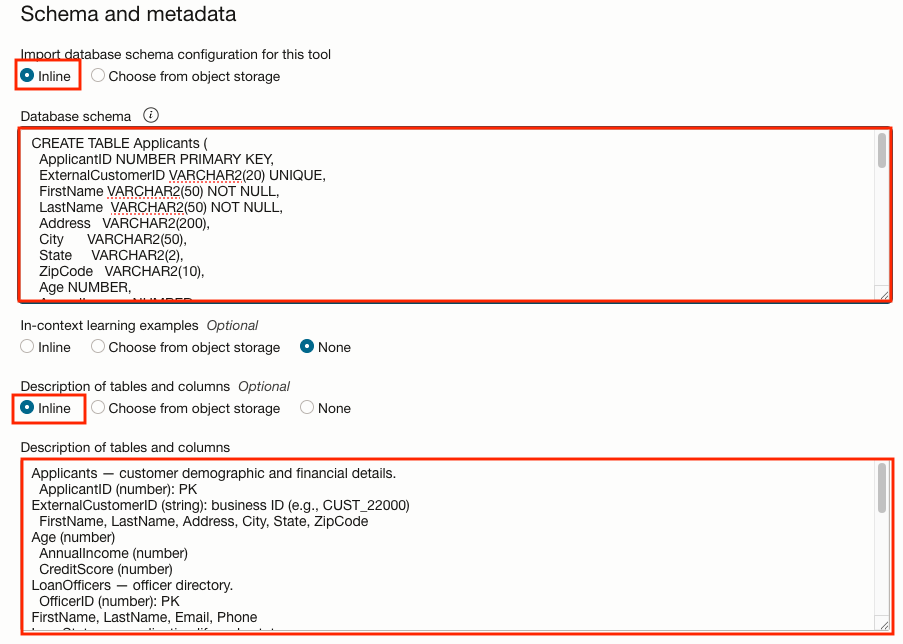 Schema and metadata
Import database schema configuration for this tool
Inline Choose from object storage
Database schema
CREATE TABLE Applicants (
ApplicantID NUMBER PRIMARY KEY,
ExternalCustomerID VARCHAR2(20) UNIQUE,
FirstName VARCHAR2(50) NOT NULL,
LastName VARCHAR2(50) NOT NULL,
Address VARCHAR2(200),
City VARCHAR2(50),
State VARCHAR2(2),
ZipCode VARCHAR2(10),
Age NUMBER,
In-context learning examples Optional
Inline Choose from object storage None
Description of tables and columns Optional
Inline Choose from object storage None
Description of tables and columns
Applicants — customer demographic and financial details.
ApplicantID (number): PK
ExternalCustomerID (string): business ID (e.g., CUST_22000)
FirstName, LastName, Address, City, State, ZipCode
Age (number)
AnnualIncome (number)
CreditScore (number)
LoanOfficers — officer directory.
OfficerID (number): PK
FirstName, LastName, Email, Phone